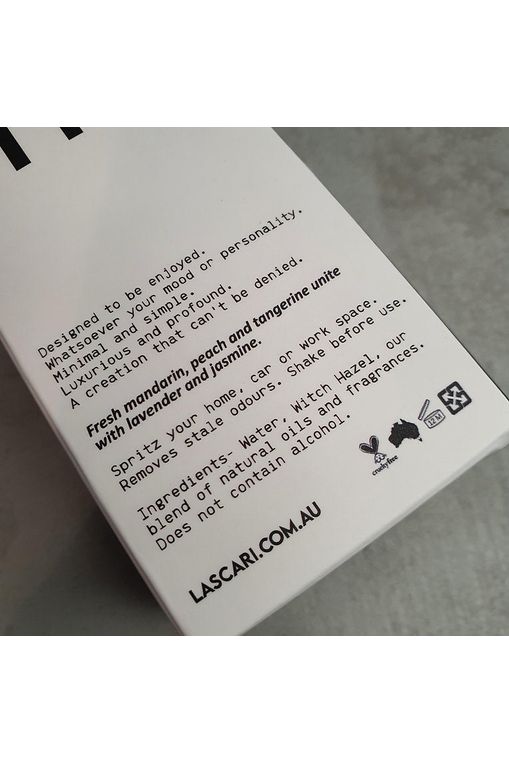 Designed to be enjoyed.
Whatsoever your mood or personality.
Minimal and simple.
Luxurious and profound.
A creation that can't be denied.
Fresh mandarin, peach and tangerine unite
with lavender and jasmine.
Spritz your home, car or work space.
Removes stale odours. Shake before use.
Ingredients- Water, Witch Hazel, our
blend of natural oils and fragrances.
Does not contain alcohol.
cruelty free
12 M
LASCARI.COM.AU